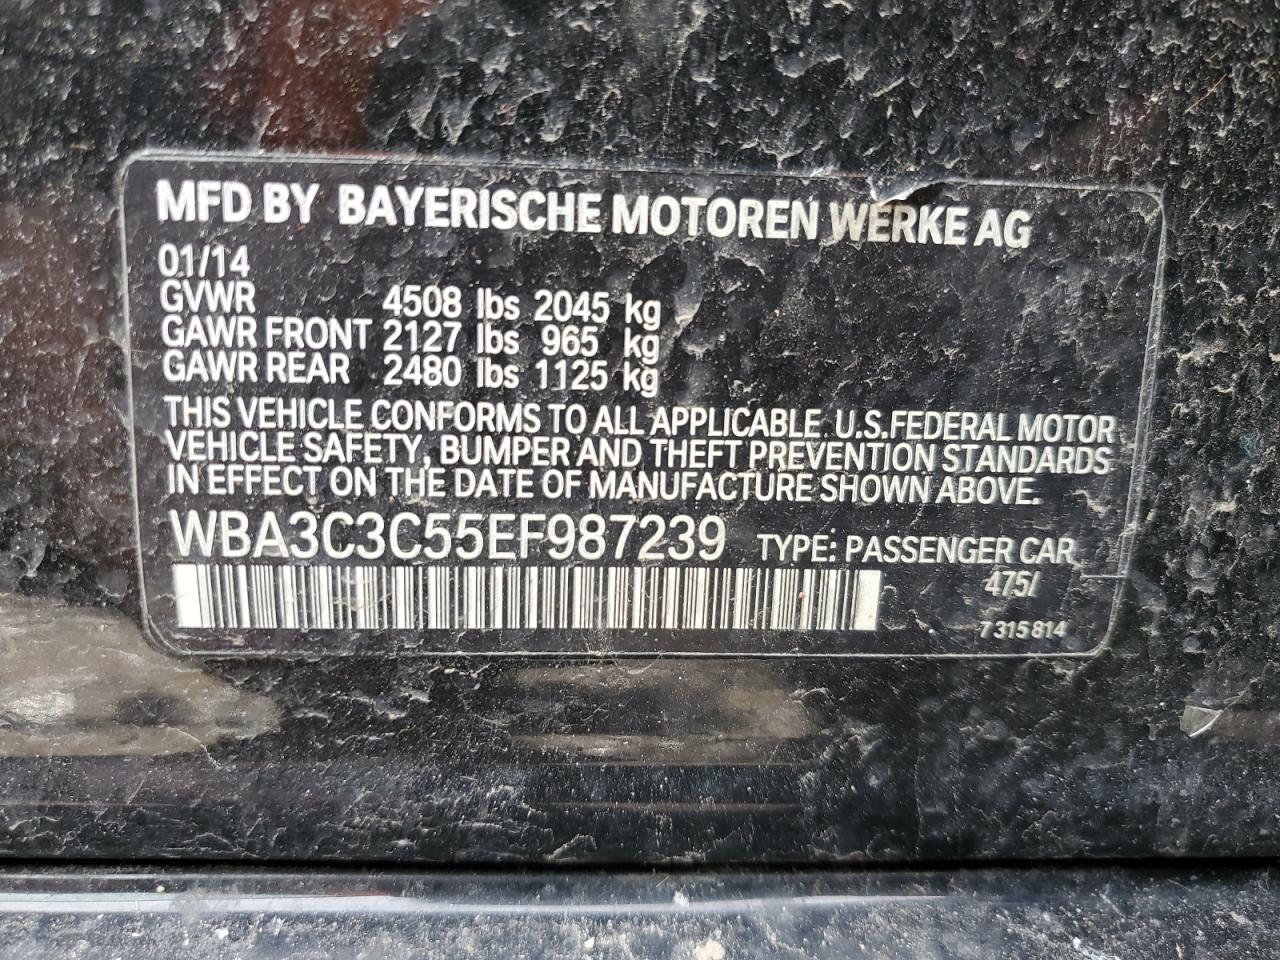 MFD BY BAYERISCHE MOTOREN WERKE AG
01/14
GVWR 4508 lbs 2045 kg
GAWR FRONT 2127 lbs 965 kg
GAWR REAR 2480 lbs 1125 kg
THIS VEHICLE CONFORMS TO ALL APPLICABLE U.S.FEDERAL MOTOR
VEHICLE SAFETY, BUMPER AND THEFT PREVENTION STANDARDS
IN EFFECT ON THE DATE OF MANUFACTURE SHOWN ABOVE.
WBA3C3C55EF987239 TYPE: PASSENGER CAR
475/
7 315 814